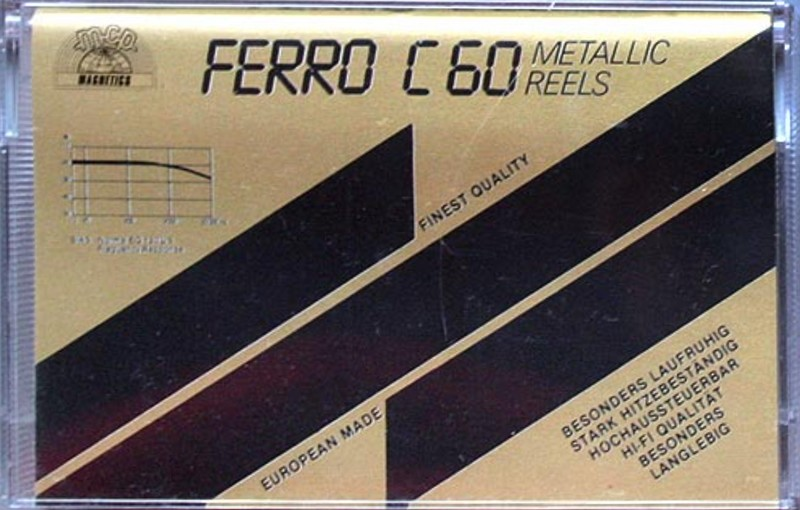 M-CO.
MAGNETICS
FERRO C60
METALLIC
REELS
FINEST QUALITY
EUROPEAN MADE
BESONDERS LAUFRUHIG
STARK HITZEBESTÄNDIG
HOCHAUSSTEUERBAR
HI-FI QUALITÄT
BESONDERS
LANGLEBIG